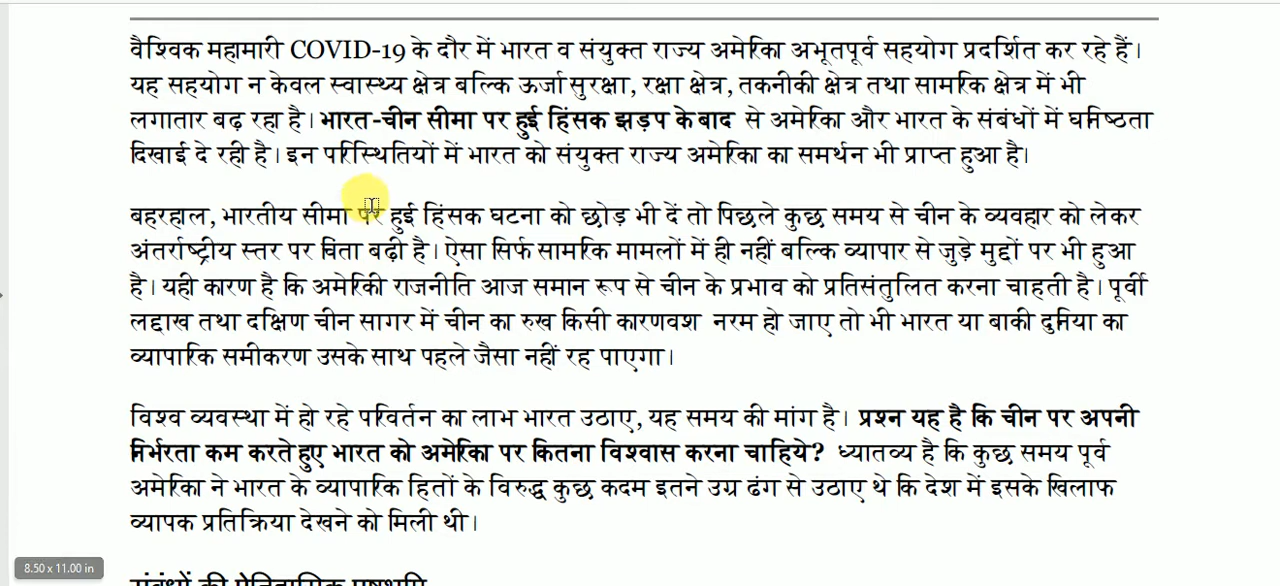 वैश्विक महामारी COVID-19 के दौर में भारत व संयुक्त राज्य अमेरिका अभूतपूर्व सहयोग प्रदर्शित कर रहे हैं।
यह सहयोग न केवल स्वास्थ्य क्षेत्र बल्कि ऊर्जा सुरक्षा, रक्षा क्षेत्र, तकनीकी क्षेत्र तथा सामरिक क्षेत्र में भी
लगातार बढ़ रहा है। भारत-चीन सीमा पर हुई हिंसक झड़प के बाद से अमेरिका और भारत के संबंधों में घनिष्ठता
दिखाई दे रही है। इन परिस्थितियों में भारत को संयुक्त राज्य अमेरिका का समर्थन भी प्राप्त हुआ है।
बहरहाल, भारतीय सीमा पर हुई हिंसक घटना को छोड़ भी दें तो पिछले कुछ समय से चीन के व्यवहार को लेकर
अंतर्राष्ट्रीय स्तर पर चिंता बढ़ी है। ऐसा सिर्फ सामरिक मामलों में ही नहीं बल्कि व्यापार से जुड़े मुद्दों पर भी हुआ
है। यही कारण है कि अमेरिकी राजनीति आज समान रूप से चीन के प्रभाव को प्रतिसंतुलित करना चाहती है। पूर्वी
लद्दाख तथा दक्षिण चीन सागर में चीन का रुख किसी कारणवश नरम हो जाए तो भी भारत या बाकी दुनिया का
व्यापारिक समीकरण उसके साथ पहले जैसा नहीं रह पाएगा।
विश्व व्यवस्था में हो रहे परिवर्तन का लाभ भारत उठाए, यह समय की मांग है। प्रश्न यह है कि चीन पर अपनी
निर्भरता कम करते हुए भारत को अमेरिका पर कितना विश्वास करना चाहिये? ध्यातव्य है कि कुछ समय पूर्व
अमेरिका ने भारत के व्यापारिक हितों के विरुद्ध कुछ कदम इतने उग्र ढंग से उठाए थे कि देश में इसके खिलाफ
व्यापक प्रतिक्रिया देखने को मिली थी।
संबंधों की ऐतिहासिक पृष्ठभूमि
8.50 x 11.00 in